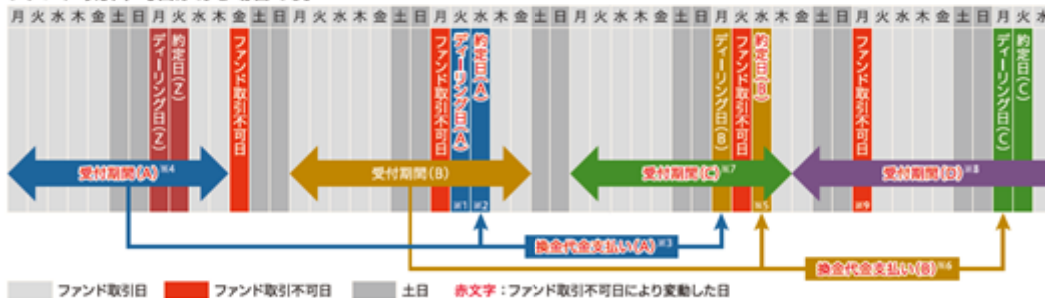 月 火 水 木 金 土 日 月 火 水 木 金 土 日 月 火 水 木 金 土 日 月 火 水 木 金 土 日 月 火 水 木 金 土 日 月 火 水 木 金 土 日 月 火 水 木 金 土 日 月 火 水
ディーリング日(Z)
約定日(Z)
ファンド取引不可日
ファンド取引不可日
ディーリング日(A)
約定日(A)
ディーリング日(B)
ファンド取引不可日
約定日(B)
ファンド取引不可日
ディーリング日(C)
約定日(C)
受付期間(A)※4
受付期間(B)
受付期間(C)※7
受付期間(D)※8
※1 ※2 ※5 ※9
換金代金支払い(A)※3
換金代金支払い(B)※6
ファンド取引日 ファンド取引不可日 土日 赤文字：ファンド取引不可日により変動した日